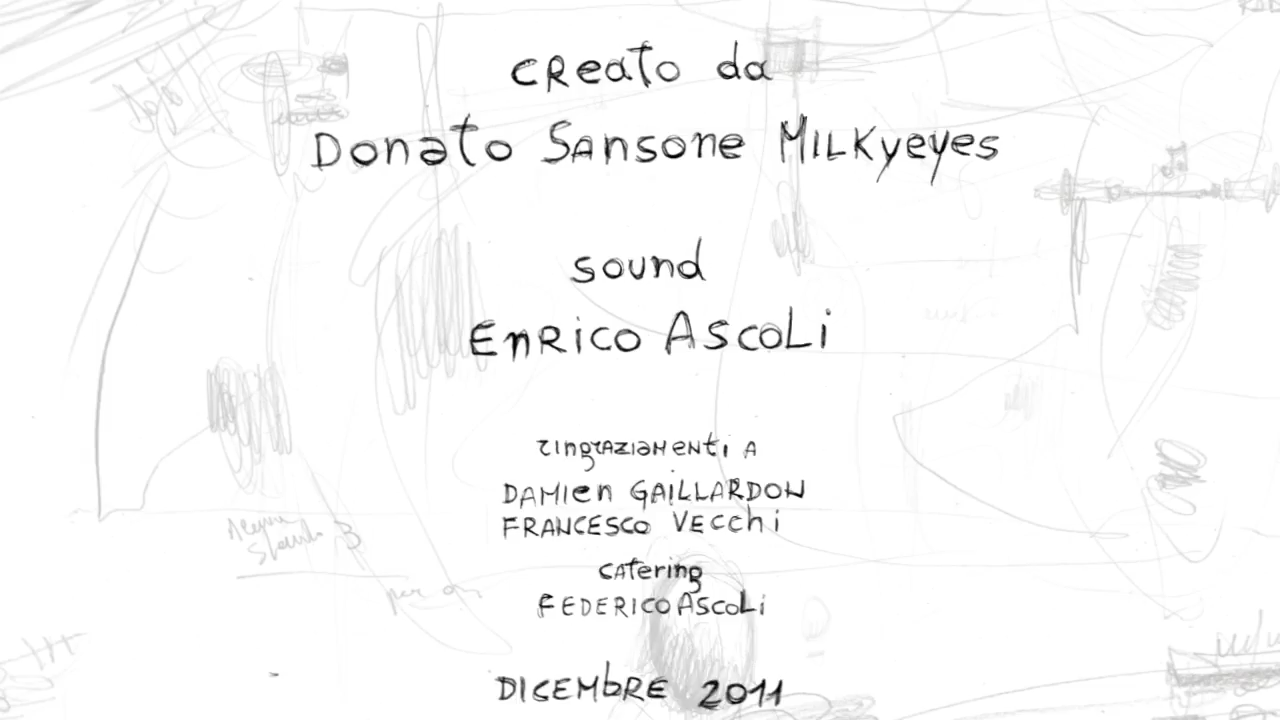 creato da
Donato Sansone Milkyeyes
sound
Enrico Ascoli
ringraziamenti a
DAMIEN GAILLARDON
FRANCESCO VECCHI
catering
FEDERICO ASCOLI
DICEMBRE 2011